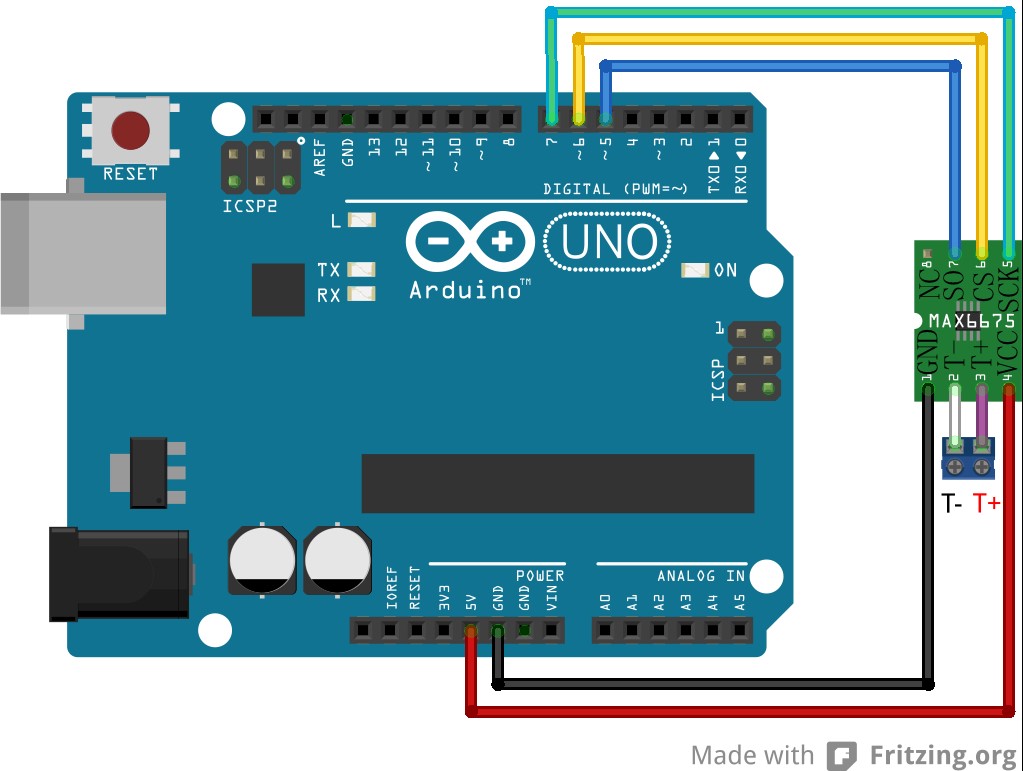 RESET
ICSP2
AREF
GND
13
12
~11
~10
~9
8
7
~6
~5
4
~3
2
TX0▶1
RX0◀0
DIGITAL (PWM=~)
L
TX
RX
Arduino™
UNO
ON
1
ICSP
8 NC
7 SO
6 CS
5 SCK
MAX6675
GND 1
T- 2
T+ 3
VCC 4
T- T+
POWER
ANALOG IN
IOREF
RESET
3V3
5V
GND
GND
VIN
A0
A1
A2
A3
A4
A5
Made with Fritzing.org